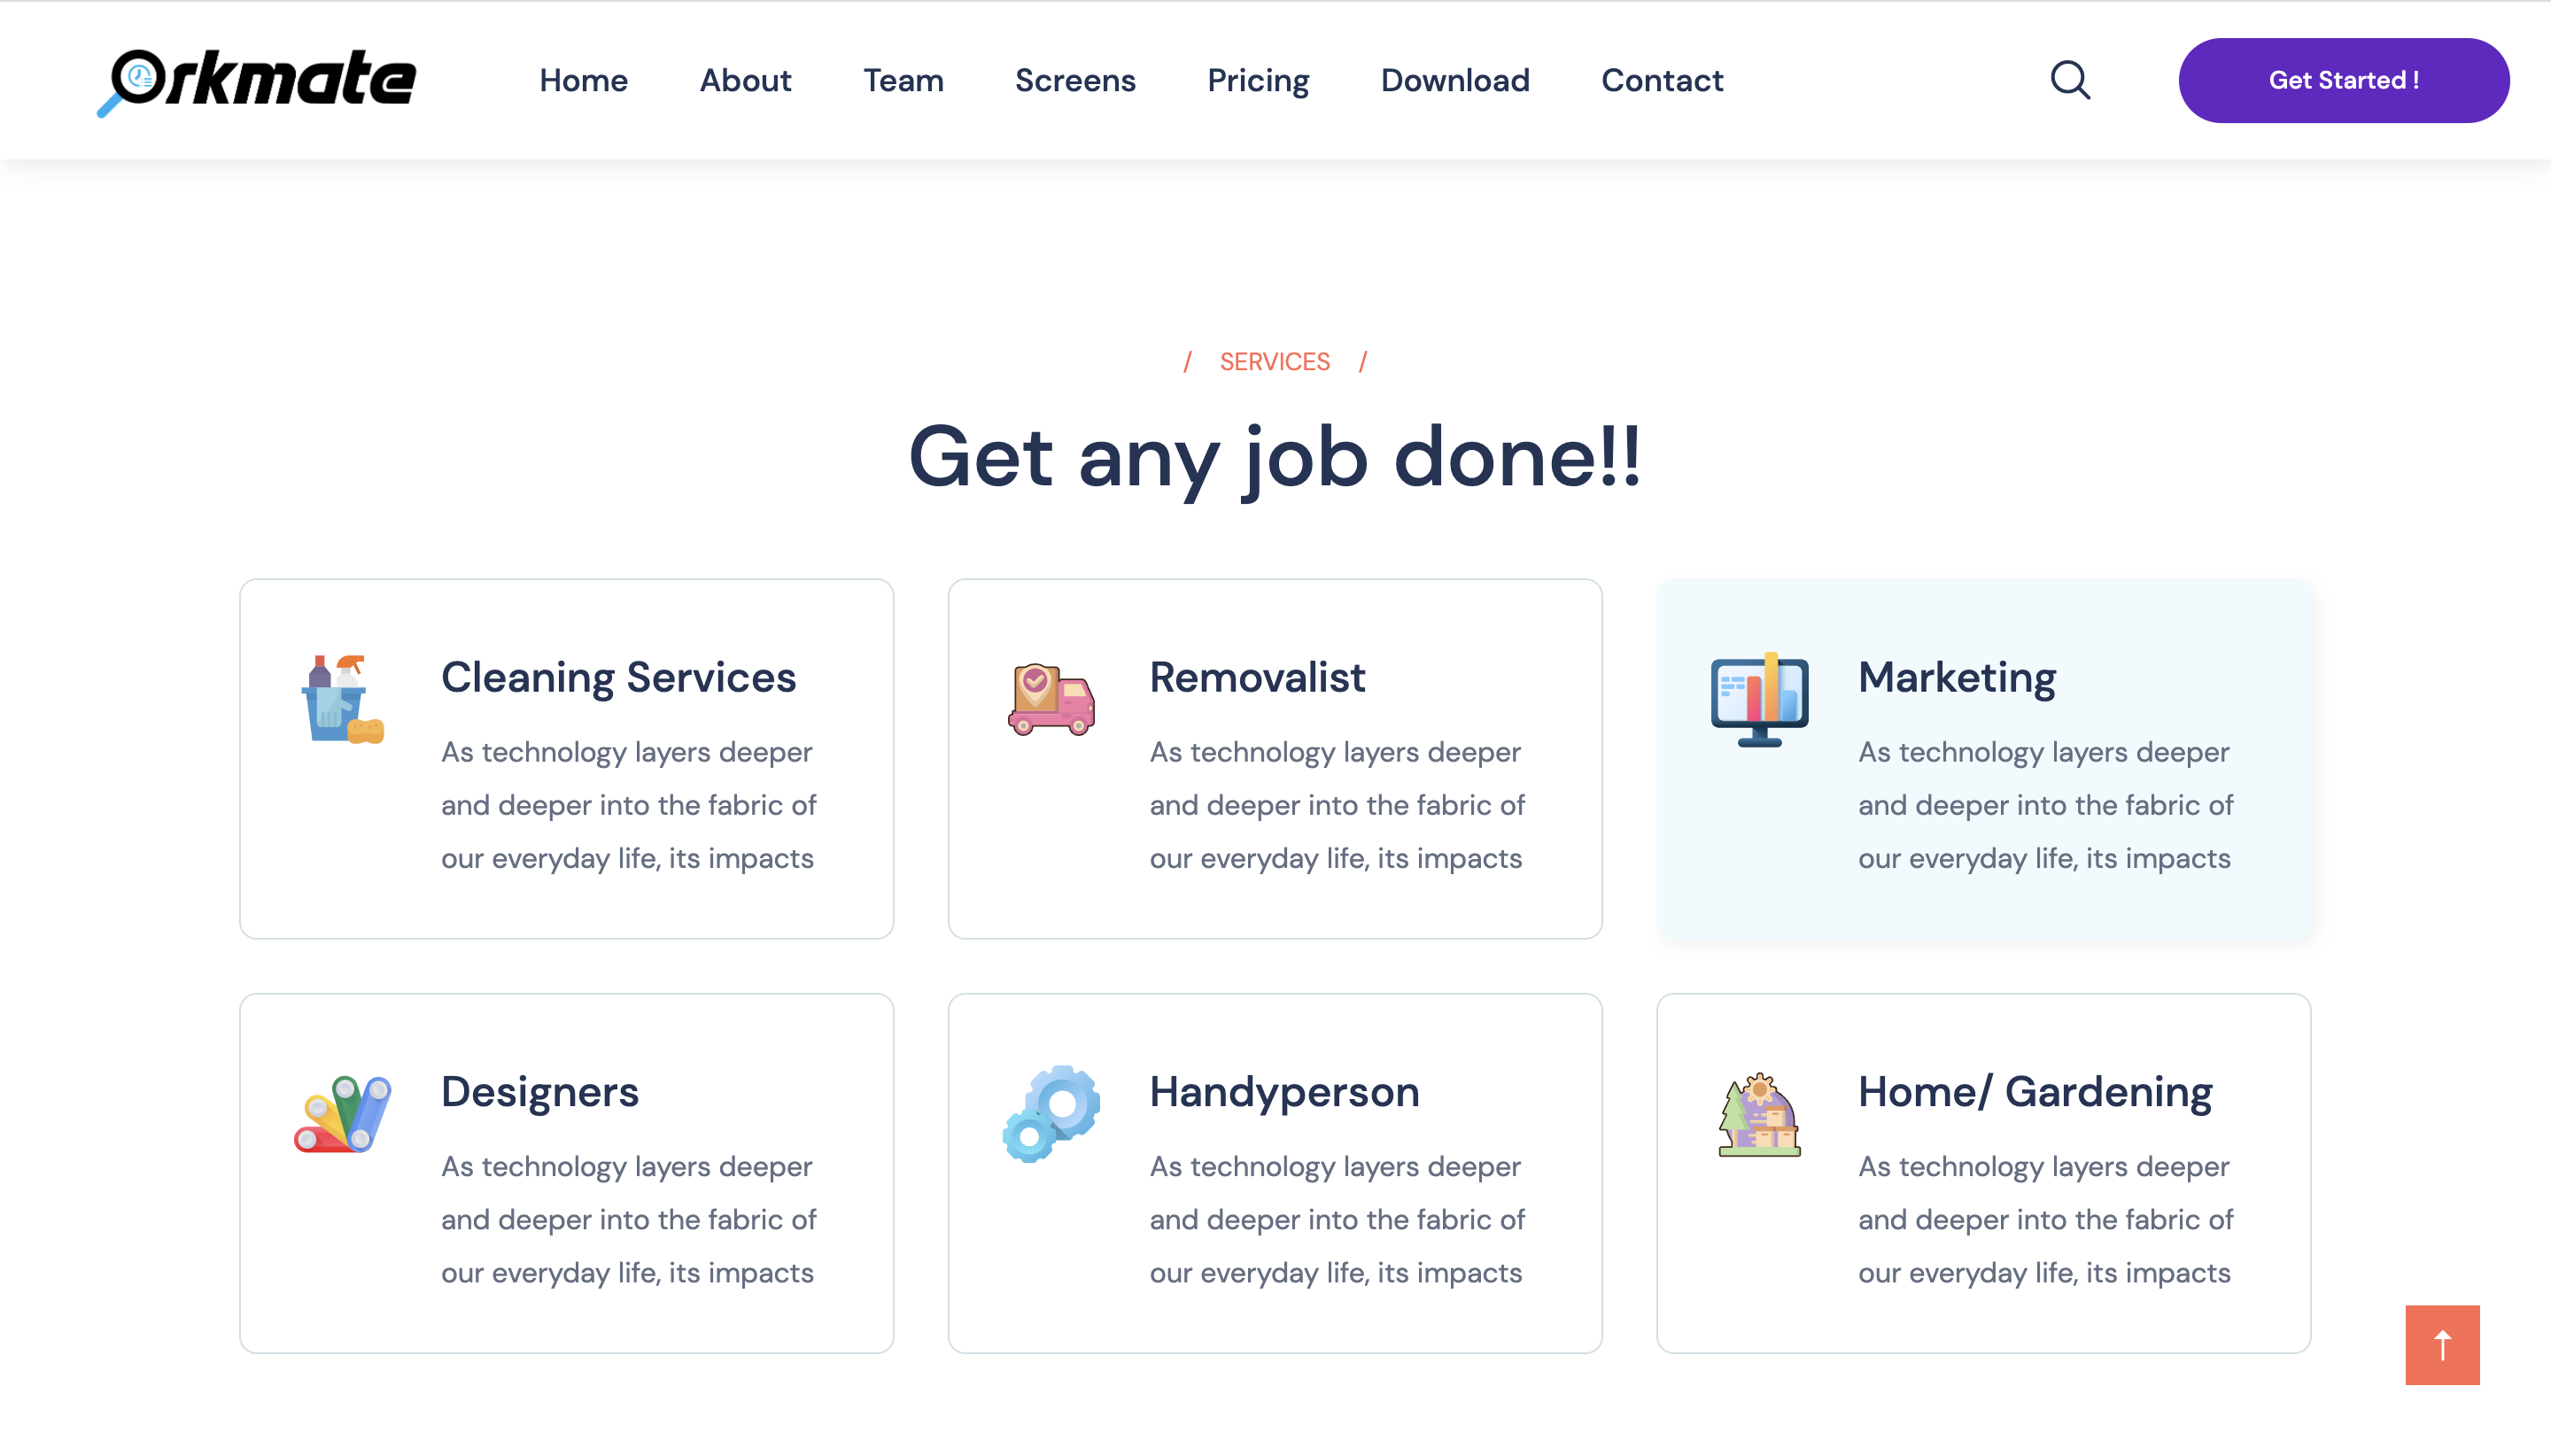 Orkmate
Home About Team Screens Pricing Download Contact
Get Started !
/ SERVICES /
Get any job done!!
Cleaning Services
As technology layers deeper
and deeper into the fabric of
our everyday life, its impacts
Removalist
As technology layers deeper
and deeper into the fabric of
our everyday life, its impacts
Marketing
As technology layers deeper
and deeper into the fabric of
our everyday life, its impacts
Designers
As technology layers deeper
and deeper into the fabric of
our everyday life, its impacts
Handyperson
As technology layers deeper
and deeper into the fabric of
our everyday life, its impacts
Home/ Gardening
As technology layers deeper
and deeper into the fabric of
our everyday life, its impacts